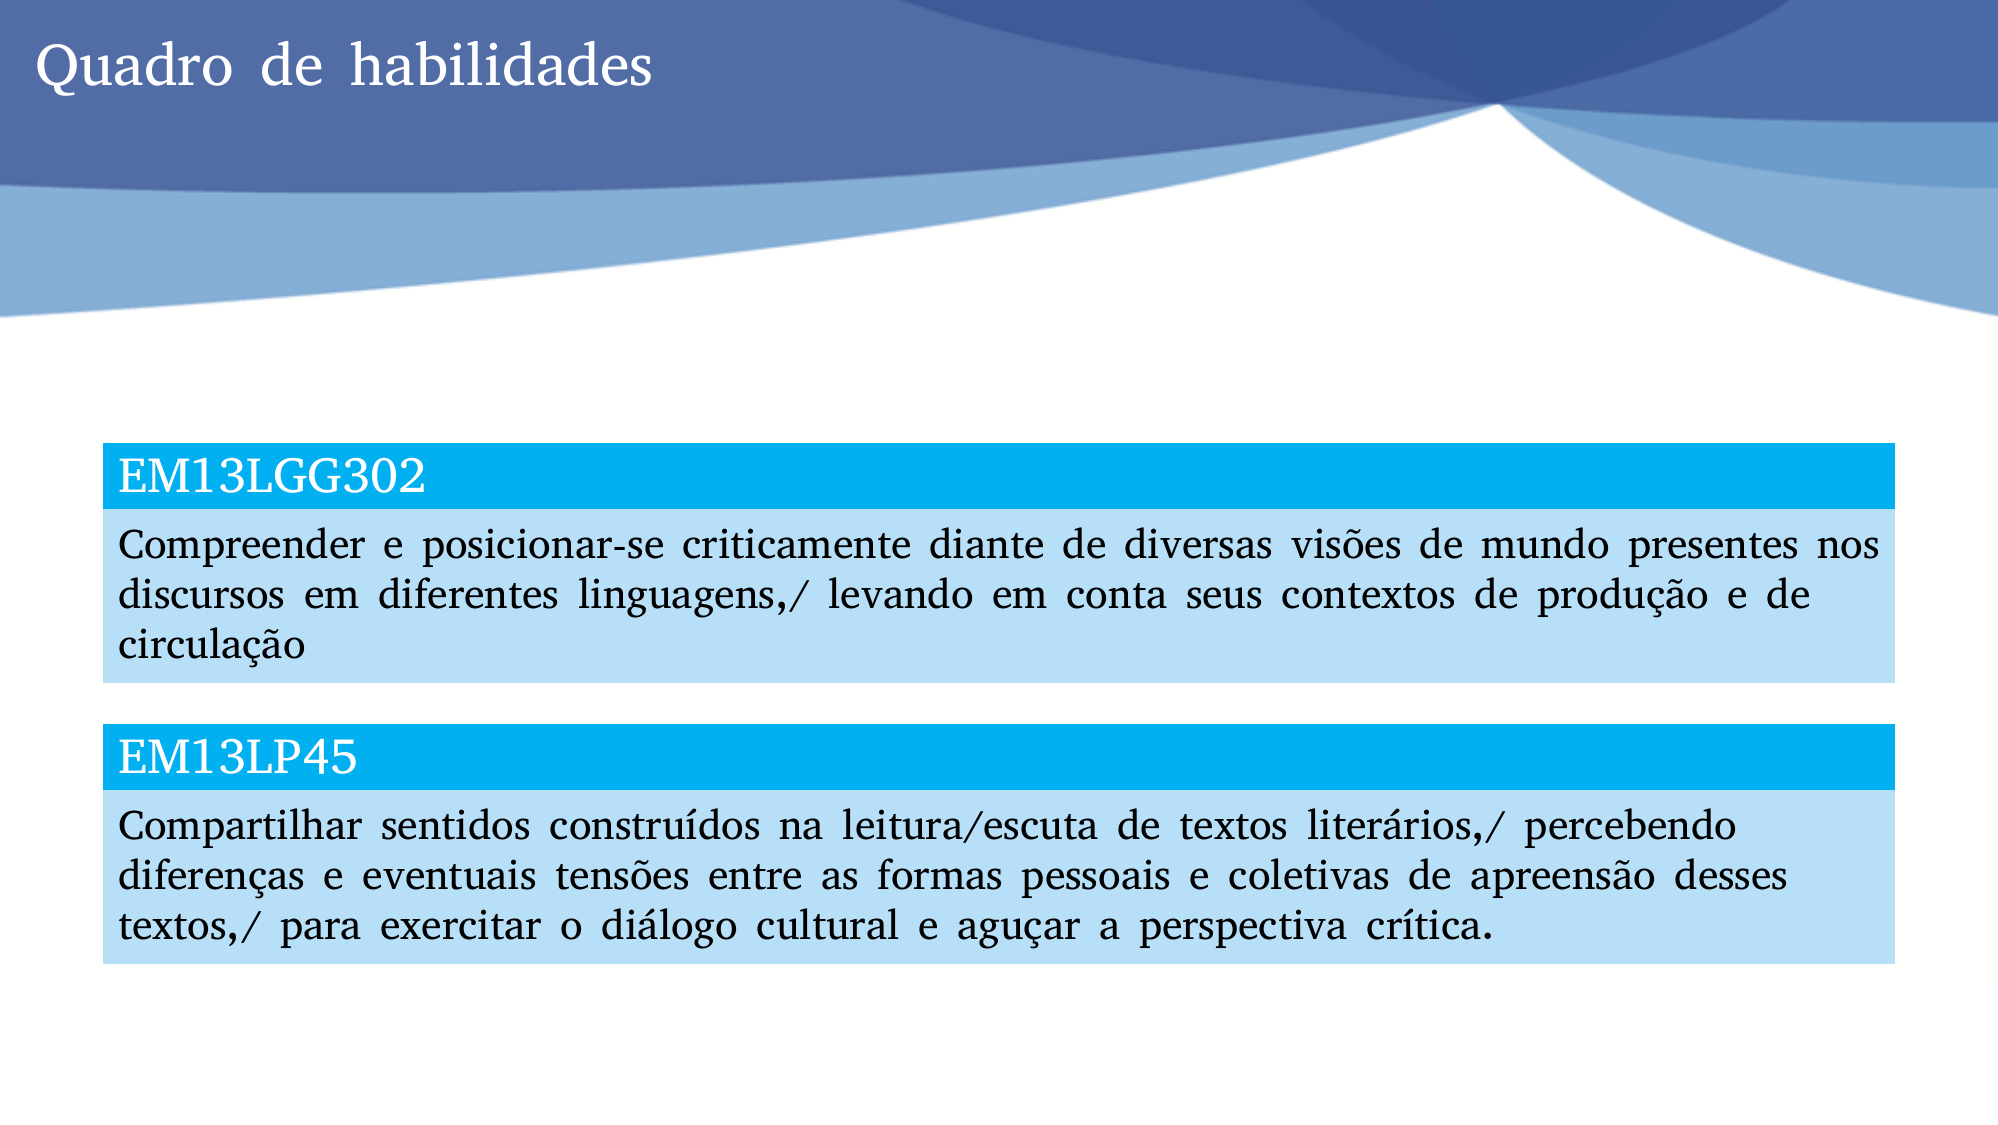 Quadro de habilidades
EM13LGG302
Compreender e posicionar-se criticamente diante de diversas visões de mundo presentes nos
discursos em diferentes linguagens,/ levando em conta seus contextos de produção e de
circulação
EM13LP45
Compartilhar sentidos construídos na leitura/escuta de textos literários,/ percebendo
diferenças e eventuais tensões entre as formas pessoais e coletivas de apreensão desses
textos,/ para exercitar o diálogo cultural e aguçar a perspectiva crítica.